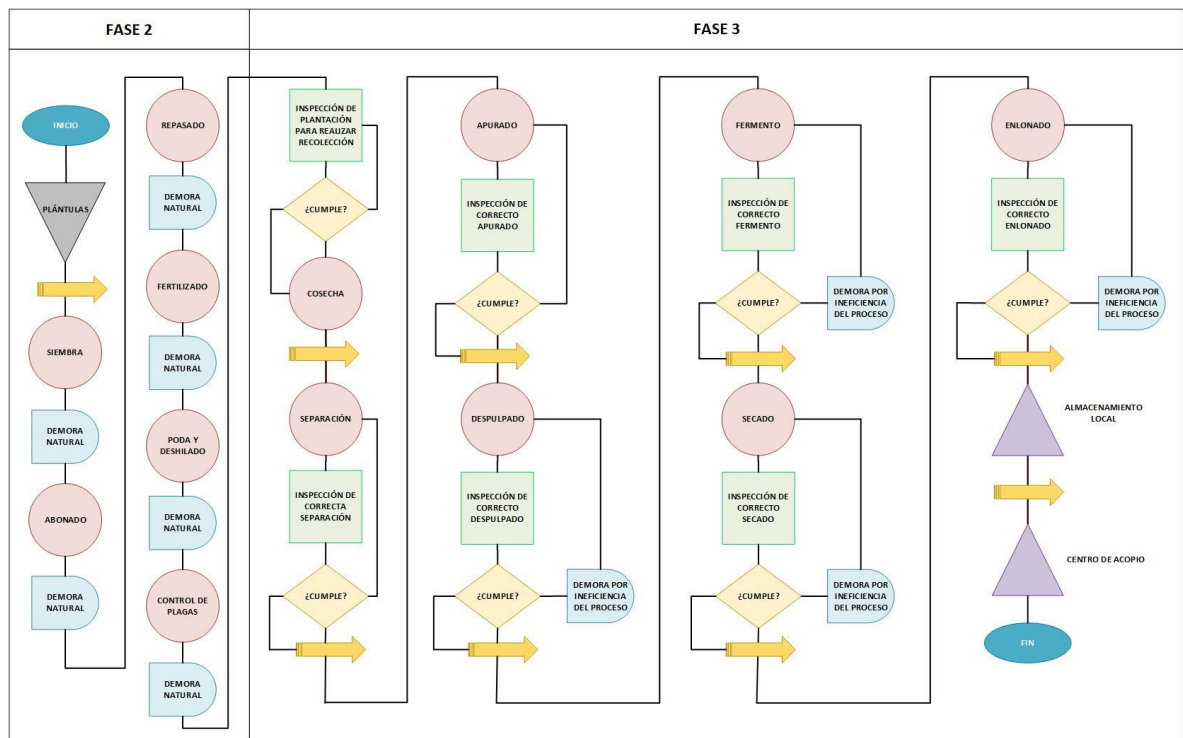 FASE 2
FASE 3
INICIO
PLÁNTULAS
SIEMBRA
DEMORA
NATURAL
ABONADO
DEMORA
NATURAL
REPASADO
DEMORA
NATURAL
FERTILIZADO
DEMORA
NATURAL
PODA Y
DESHILADO
DEMORA
NATURAL
CONTROL DE
PLAGAS
DEMORA
NATURAL
INSPECCIÓN DE
PLANTACIÓN
PARA REALIZAR
RECOLECCIÓN
¿CUMPLE?
COSECHA
SEPARACIÓN
INSPECCIÓN DE
CORRECTA
SEPARACIÓN
¿CUMPLE?
APURADO
INSPECCIÓN DE
CORRECTO
APURADO
¿CUMPLE?
DESPULPADO
INSPECCIÓN DE
CORRECTO
DESPULPADO
¿CUMPLE?
DEMORA POR
INEFICIENCIA
DEL PROCESO
FERMENTO
INSPECCIÓN DE
CORRECTO
FERMENTO
¿CUMPLE?
DEMORA POR
INEFICIENCIA
DEL PROCESO
SECADO
INSPECCIÓN DE
CORRECTO
SECADO
¿CUMPLE?
DEMORA POR
INEFICIENCIA
DEL PROCESO
ENLONADO
INSPECCIÓN DE
CORRECTO
ENLONADO
¿CUMPLE?
DEMORA POR
INEFICIENCIA
DEL PROCESO
ALMACENAMIENTO
LOCAL
CENTRO DE ACOPIO
FIN